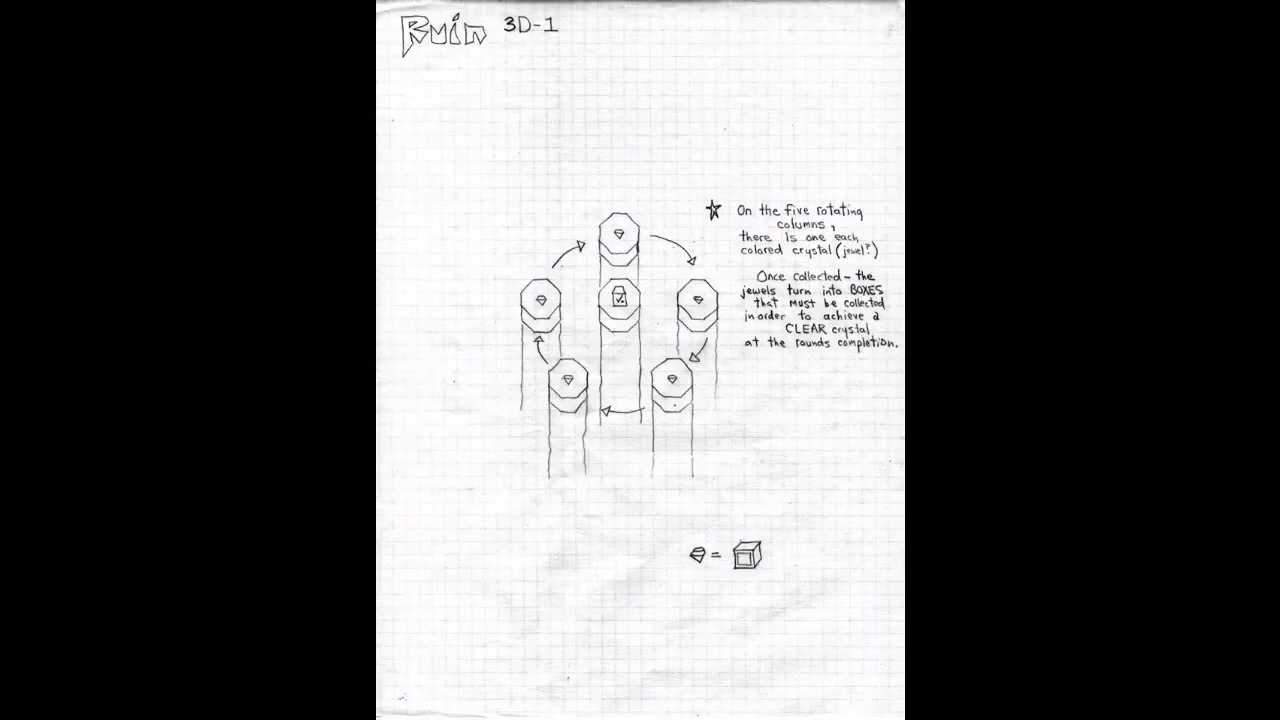 Ruin 3D-1
☆ On the five rotating
columns,
there is one each
colored crystal (jewel?)
Once collected - the
jewels turn into BOXES
that must be collected
in order to achieve a
CLEAR crystal
at the rounds completion.
=